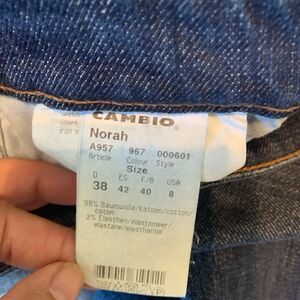 CAMBIO
Norah
A957 967 000601
Article Colour Style
Size
D ES F/B USA
38 42 40 8
98% Baumwolle/katoen/cotton/
coton
2% Elasthan/elastomeer/
elastane/elasthanne